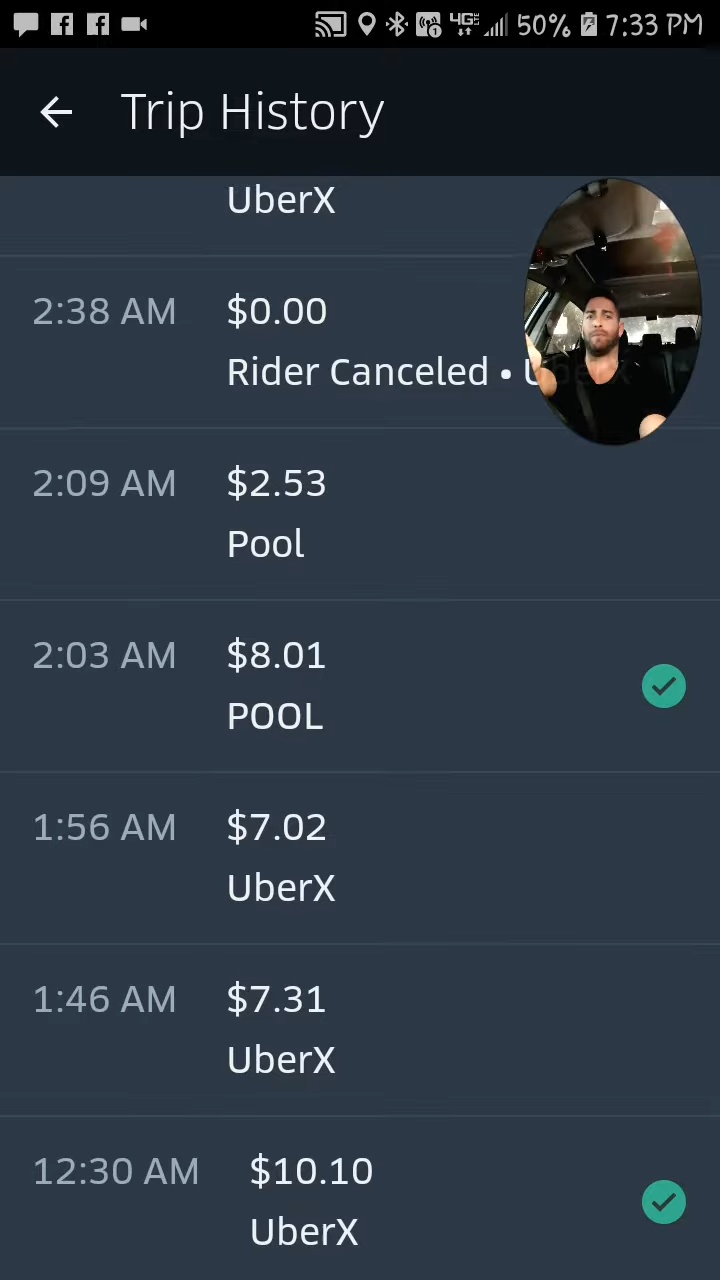 4G 50% 7:33 PM
Trip History
UberX
2:38 AM $0.00
Rider Canceled • UberX
2:09 AM $2.53
Pool
2:03 AM $8.01
POOL
1:56 AM $7.02
UberX
1:46 AM $7.31
UberX
12:30 AM $10.10
UberX